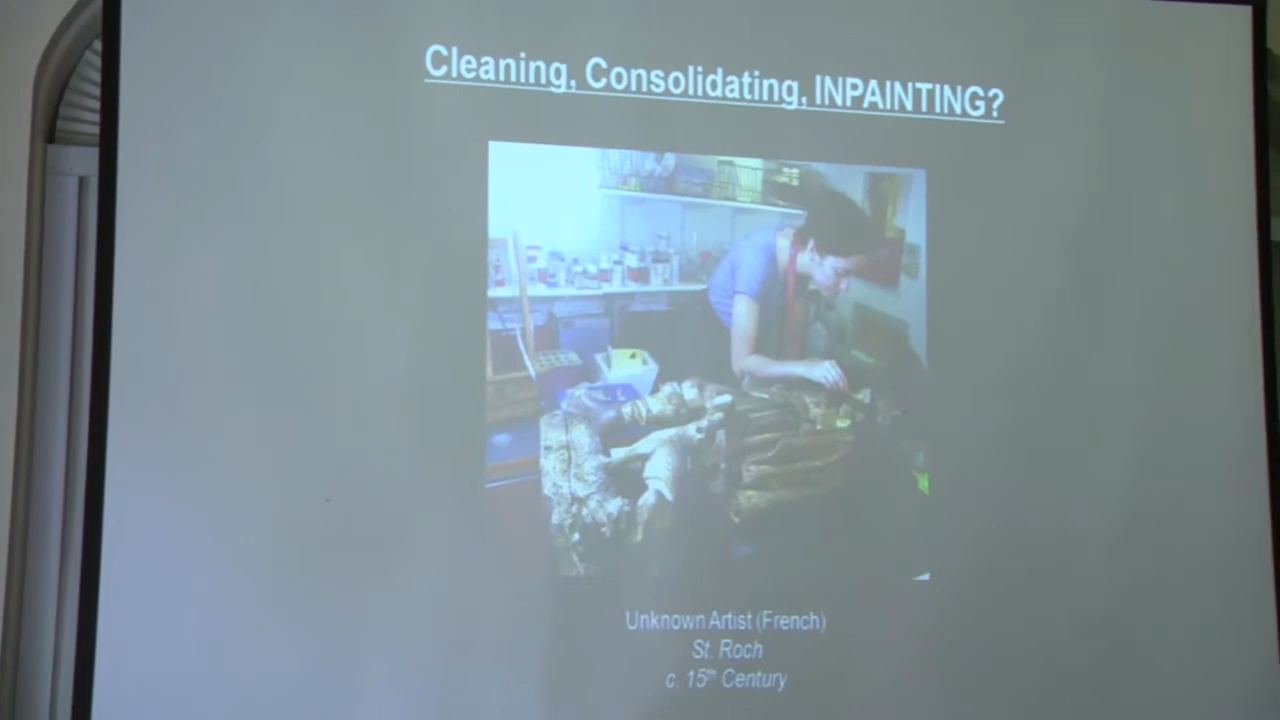 Cleaning, Consolidating, INPAINTING?
Unknown Artist (French)
St. Roch
c. 15th Century